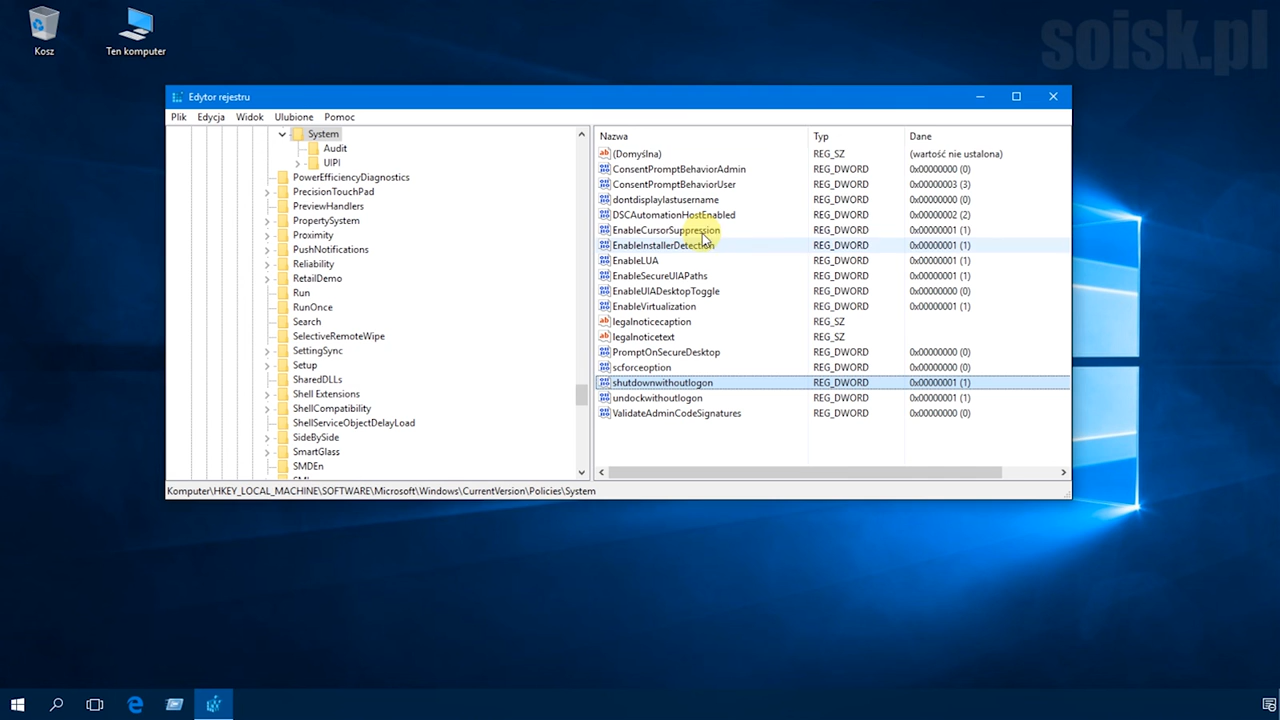 soisk.pl
Kosz
Ten komputer
Edytor rejestru
Plik Edycja Widok Ulubione Pomoc
System
Audit
UIPI
PowerEfficiencyDiagnostics
PrecisionTouchPad
PreviewHandlers
PropertySystem
Proximity
PushNotifications
Reliability
RetailDemo
Run
RunOnce
Search
SelectiveRemoteWipe
SettingSync
Setup
SharedDLLs
Shell Extensions
ShellCompatibility
ShellServiceObjectDelayLoad
SideBySide
SmartGlass
SMDEn
Nazwa Typ Dane
(Domyślna) REG_SZ (wartość nie ustalona)
ConsentPromptBehaviorAdmin REG_DWORD 0x00000000 (0)
ConsentPromptBehaviorUser REG_DWORD 0x00000003 (3)
dontdisplaylastusername REG_DWORD 0x00000000 (0)
DSCAutomationHostEnabled REG_DWORD 0x00000002 (2)
EnableCursorSuppression REG_DWORD 0x00000001 (1)
EnableInstallerDetection REG_DWORD 0x00000001 (1)
EnableLUA REG_DWORD 0x00000001 (1)
EnableSecureUIAPaths REG_DWORD 0x00000001 (1)
EnableUIADesktopToggle REG_DWORD 0x00000000 (0)
EnableVirtualization REG_DWORD 0x00000001 (1)
legalnoticecaption REG_SZ
legalnoticetext REG_SZ
PromptOnSecureDesktop REG_DWORD 0x00000000 (0)
scforceoption REG_DWORD 0x00000000 (0)
shutdownwithoutlogon REG_DWORD 0x00000001 (1)
undockwithoutlogon REG_DWORD 0x00000001 (1)
ValidateAdminCodeSignatures REG_DWORD 0x00000000 (0)
Komputer\HKEY_LOCAL_MACHINE\SOFTWARE\Microsoft\Windows\CurrentVersion\Policies\System